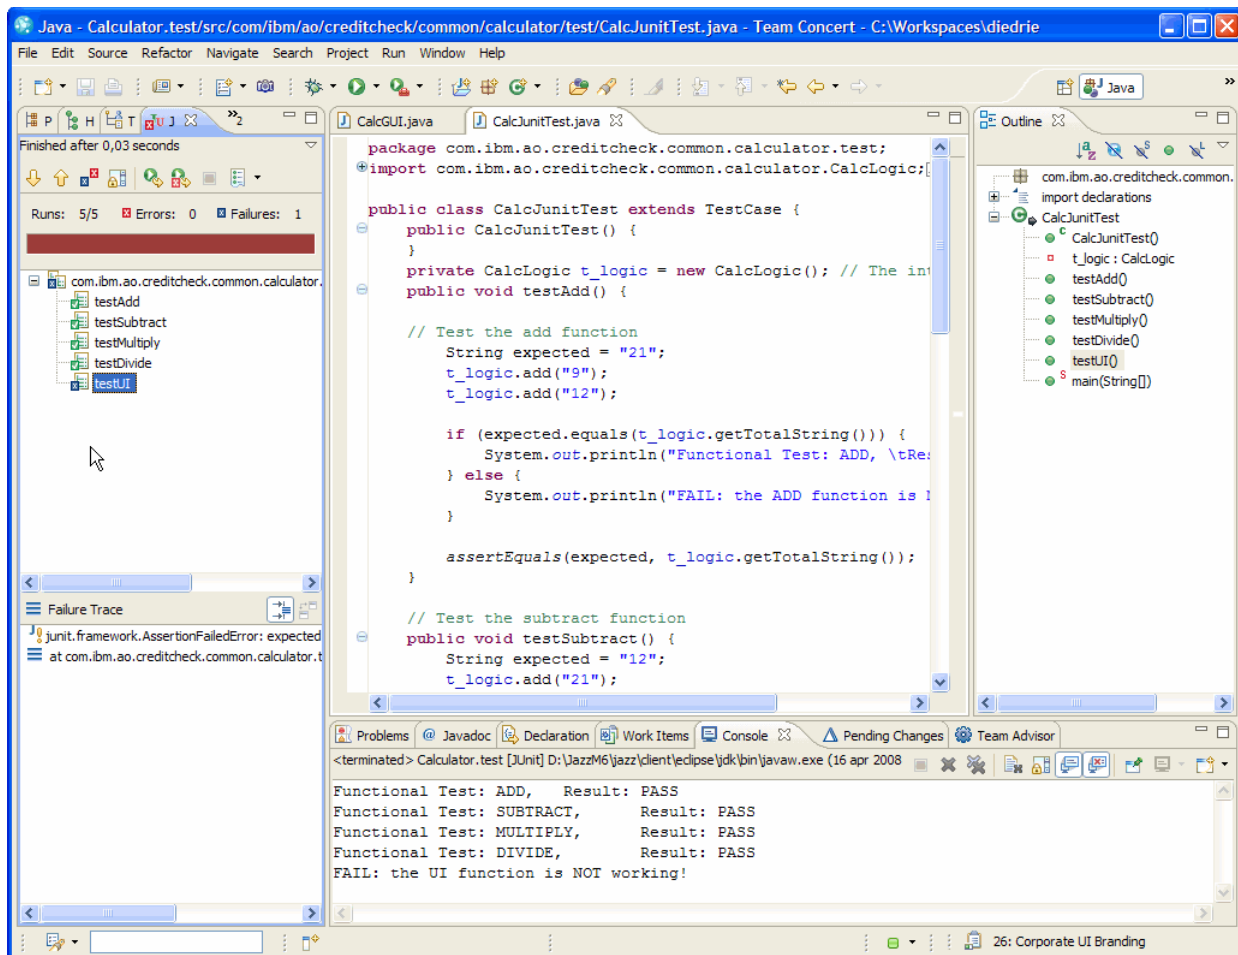 Java - Calculator.test/src/com/ibm/ao/creditcheck/common/calculator/test/CalcJunitTest.java - Team Concert - C:\Workspaces\diedrie
File Edit Source Refactor Navigate Search Project Run Window Help
Java »
P H T J »2
Finished after 0,03 seconds
Runs: 5/5 Errors: 0 Failures: 1
com.ibm.ao.creditcheck.common.calculator.
testAdd
testSubtract
testMultiply
testDivide
testUI
Failure Trace
junit.framework.AssertionFailedError: expected
at com.ibm.ao.creditcheck.common.calculator.t
CalcGUI.java CalcJunitTest.java
package com.ibm.ao.creditcheck.common.calculator.test;
import com.ibm.ao.creditcheck.common.calculator.CalcLogic;
public class CalcJunitTest extends TestCase {
public CalcJunitTest() {
}
private CalcLogic t_logic = new CalcLogic(); // The int
public void testAdd() {
// Test the add function
String expected = "21";
t_logic.add("9");
t_logic.add("12");
if (expected.equals(t_logic.getTotalString())) {
System.out.println("Functional Test: ADD, \tRes
} else {
System.out.println("FAIL: the ADD function is N
}
assertEquals(expected, t_logic.getTotalString());
}
// Test the subtract function
public void testSubtract() {
String expected = "12";
t_logic.add("21");
Outline
com.ibm.ao.creditcheck.common.
import declarations
CalcJunitTest
CalcJunitTest()
t_logic : CalcLogic
testAdd()
testSubtract()
testMultiply()
testDivide()
testUI()
main(String[])
Problems @ Javadoc Declaration Work Items Console Pending Changes Team Advisor
<terminated> Calculator.test [JUnit] D:\JazzM6\jazz\client\eclipse\jdk\bin\javaw.exe (16 apr 2008
Functional Test: ADD, Result: PASS
Functional Test: SUBTRACT, Result: PASS
Functional Test: MULTIPLY, Result: PASS
Functional Test: DIVIDE, Result: PASS
FAIL: the UI function is NOT working!
26: Corporate UI Branding